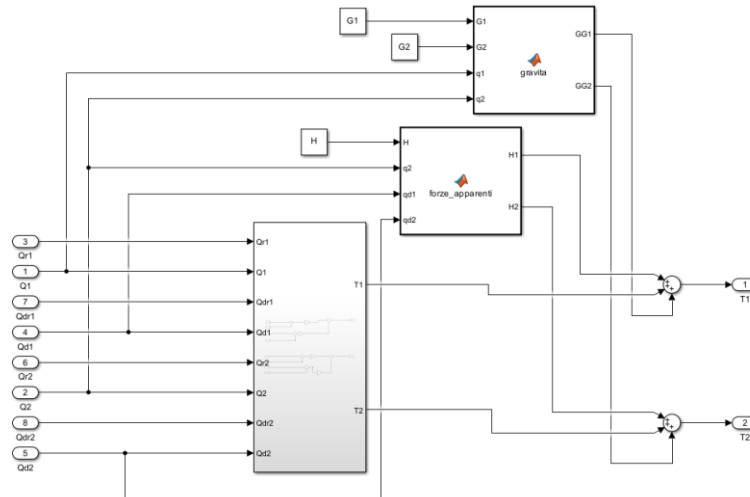 G1
G2
G1
G2
q1
q2
gravita
GG1
GG2
H
H
q2
qd1
qd2
forze_apparenti
H1
H2
3
Qr1
1
Q1
7
Qdr1
4
Qd1
6
Qr2
2
Q2
8
Qdr2
5
Qd2
Qr1
Q1
Qdr1
Qd1
Qr2
Q2
Qdr2
Qd2
T1
T2
1
T1
2
T2